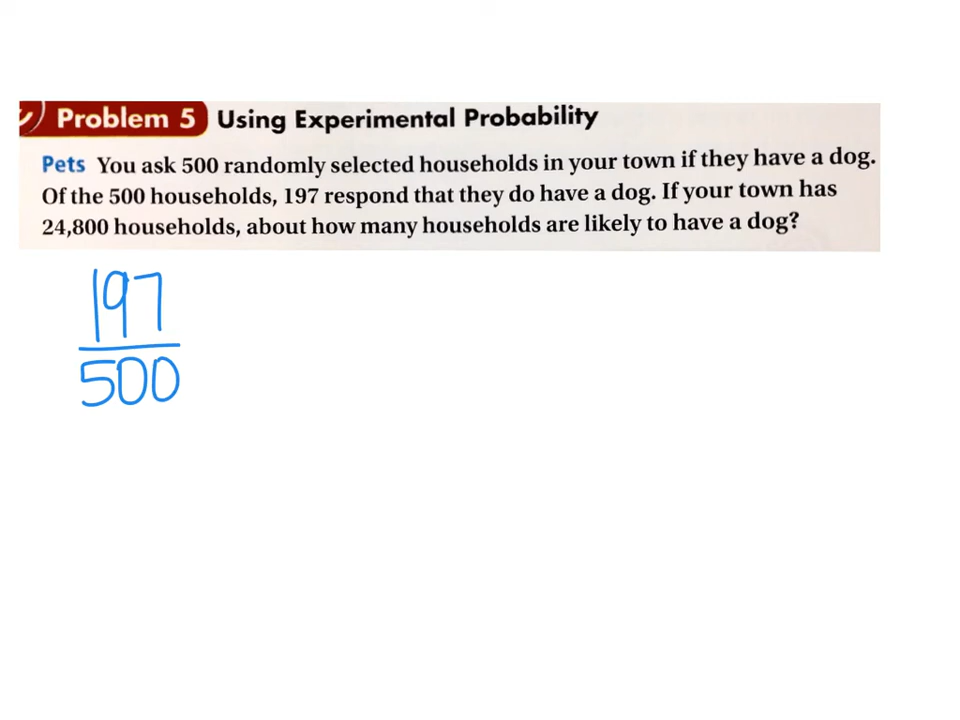 Problem 5 Using Experimental Probability
Pets You ask 500 randomly selected households in your town if they have a dog.
Of the 500 households, 197 respond that they do have a dog. If your town has
24,800 households, about how many households are likely to have a dog?
197
500